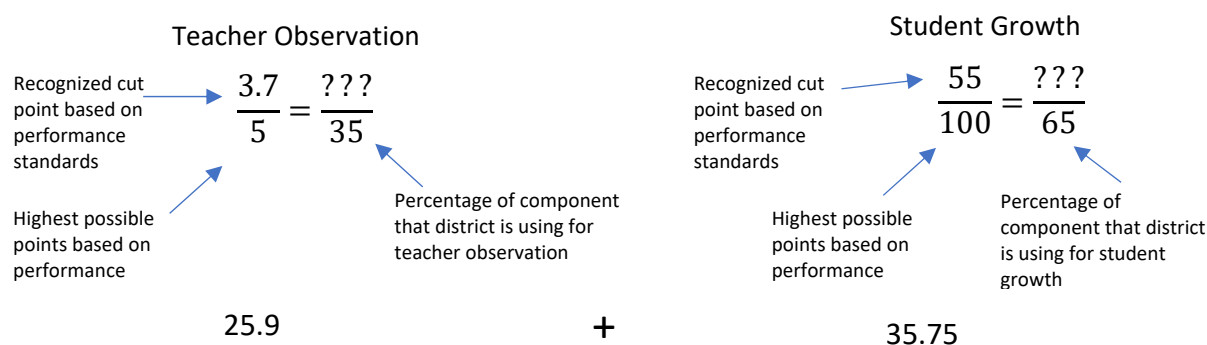 Teacher Observation
Recognized cut
point based on
performance
standards
3.7
5
=
???
35
Highest possible
points based on
performance
Percentage of component
that district is using for
teacher observation
25.9
+
Student Growth
Recognized cut
point based on
performance
standards
55
100
=
???
65
Highest possible
points based on
performance
Percentage of
component that district
is using for student
growth
35.75